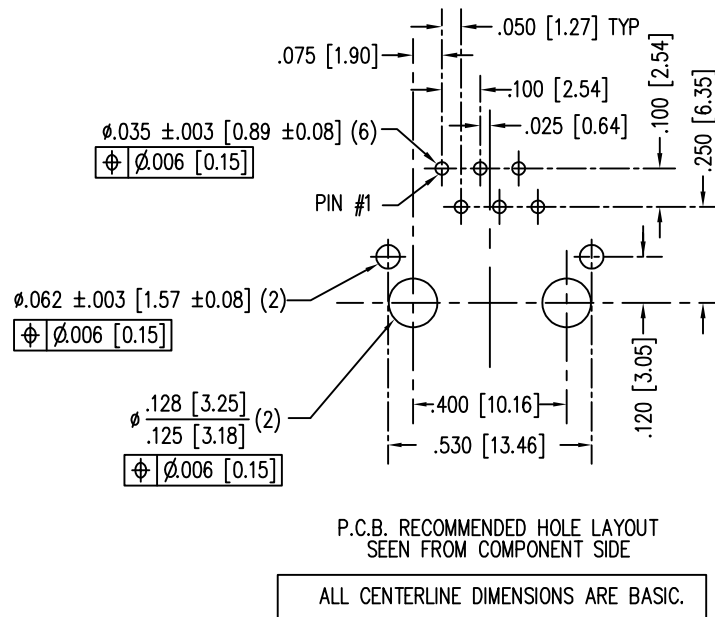 .050 [1.27] TYP
.075 [1.90]
.100 [2.54]
.100 [2.54]
.250 [6.35]
ø.035 ±.003 [0.89 ±0.08] (6)
.025 [0.64]
⌖ Ø.006 [0.15]
PIN #1
ø.062 ±.003 [1.57 ±0.08] (2)
⌖ Ø.006 [0.15]
.120 [3.05]
ø .128 [3.25]
.125 [3.18] (2)
.400 [10.16]
.530 [13.46]
⌖ Ø.006 [0.15]
P.C.B. RECOMMENDED HOLE LAYOUT
SEEN FROM COMPONENT SIDE
ALL CENTERLINE DIMENSIONS ARE BASIC.